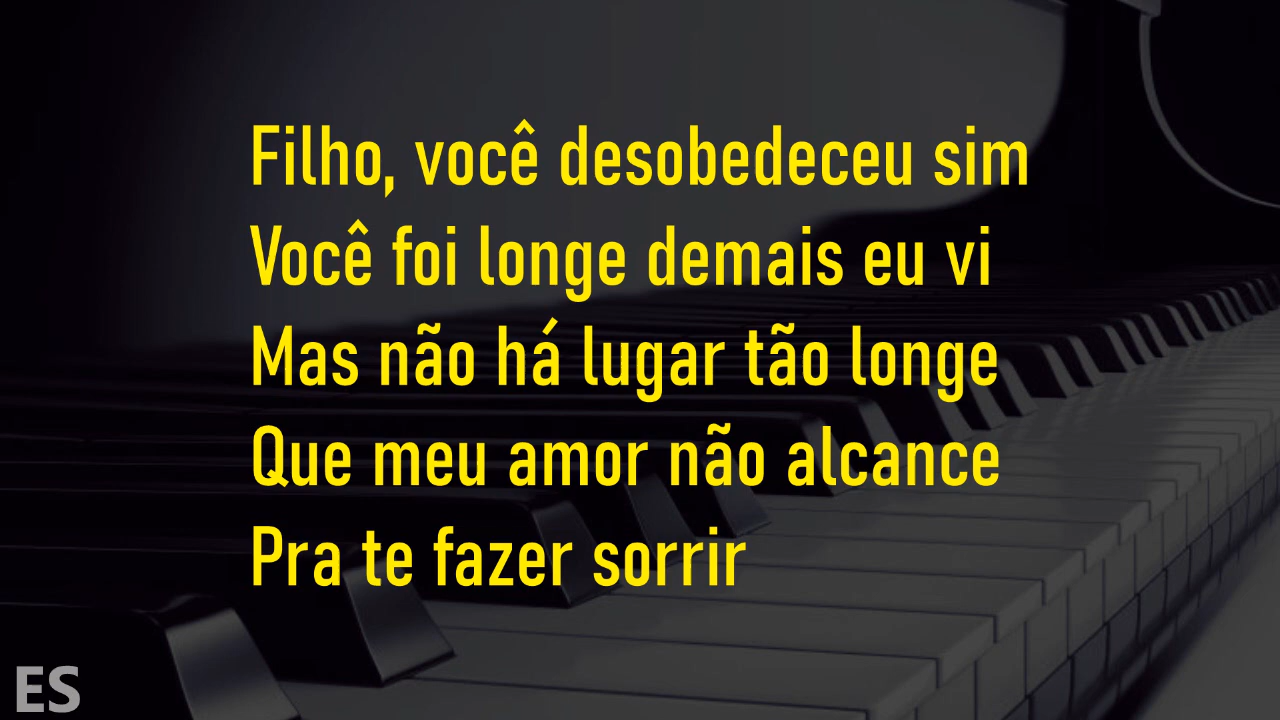 Filho, você desobedeceu sim
Você foi longe demais eu vi
Mas não há lugar tão longe
Que meu amor não alcance
Pra te fazer sorrir
ES